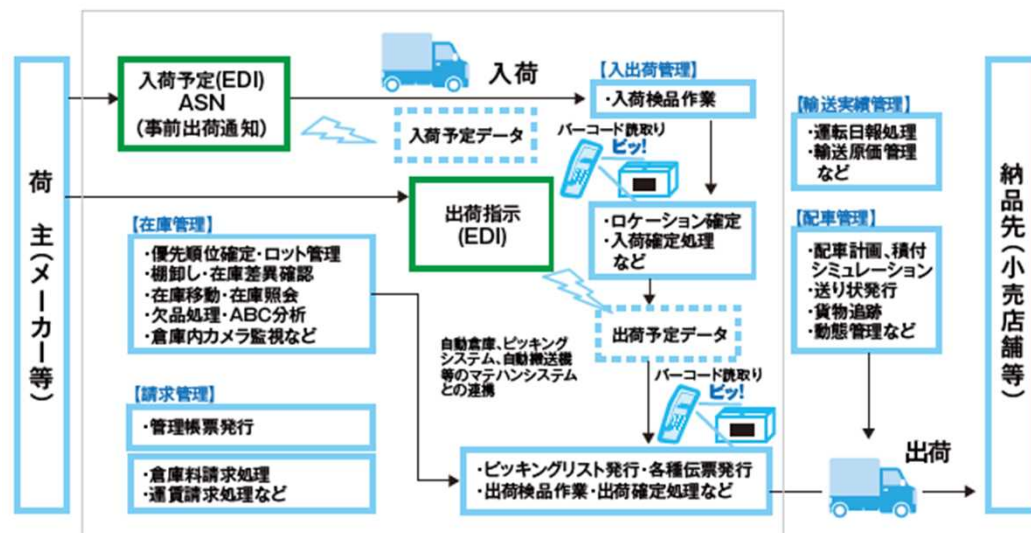 荷主(メーカー等)
入荷予定(EDI)
ASN
(事前出荷通知)
入荷
入荷予定データ
【入出荷管理】
・入荷検品作業
バーコード読取り
ピッ!
出荷指示
(EDI)
・ロケーション確定
・入荷確定処理
など
出荷予定データ
【在庫管理】
・優先順位確定・ロット管理
・棚卸し・在庫差異確認
・在庫移動・在庫照会
・欠品処理・ABC分析
・倉庫内カメラ監視など
自動倉庫、ピッキング
システム、自動搬送機
等のマテハンシステム
との連携
バーコード読取り
ピッ!
【請求管理】
・管理帳票発行
・倉庫料請求処理
・運賃請求処理など
・ピッキングリスト発行・各種伝票発行
・出荷検品作業・出荷確定処理など
【輸送実績管理】
・運転日報処理
・輸送原価管理
など
【配車管理】
・配車計画、積付
シミュレーション
・送り状発行
・貨物追跡
・動態管理など
出荷
納品先(小売店舗等)